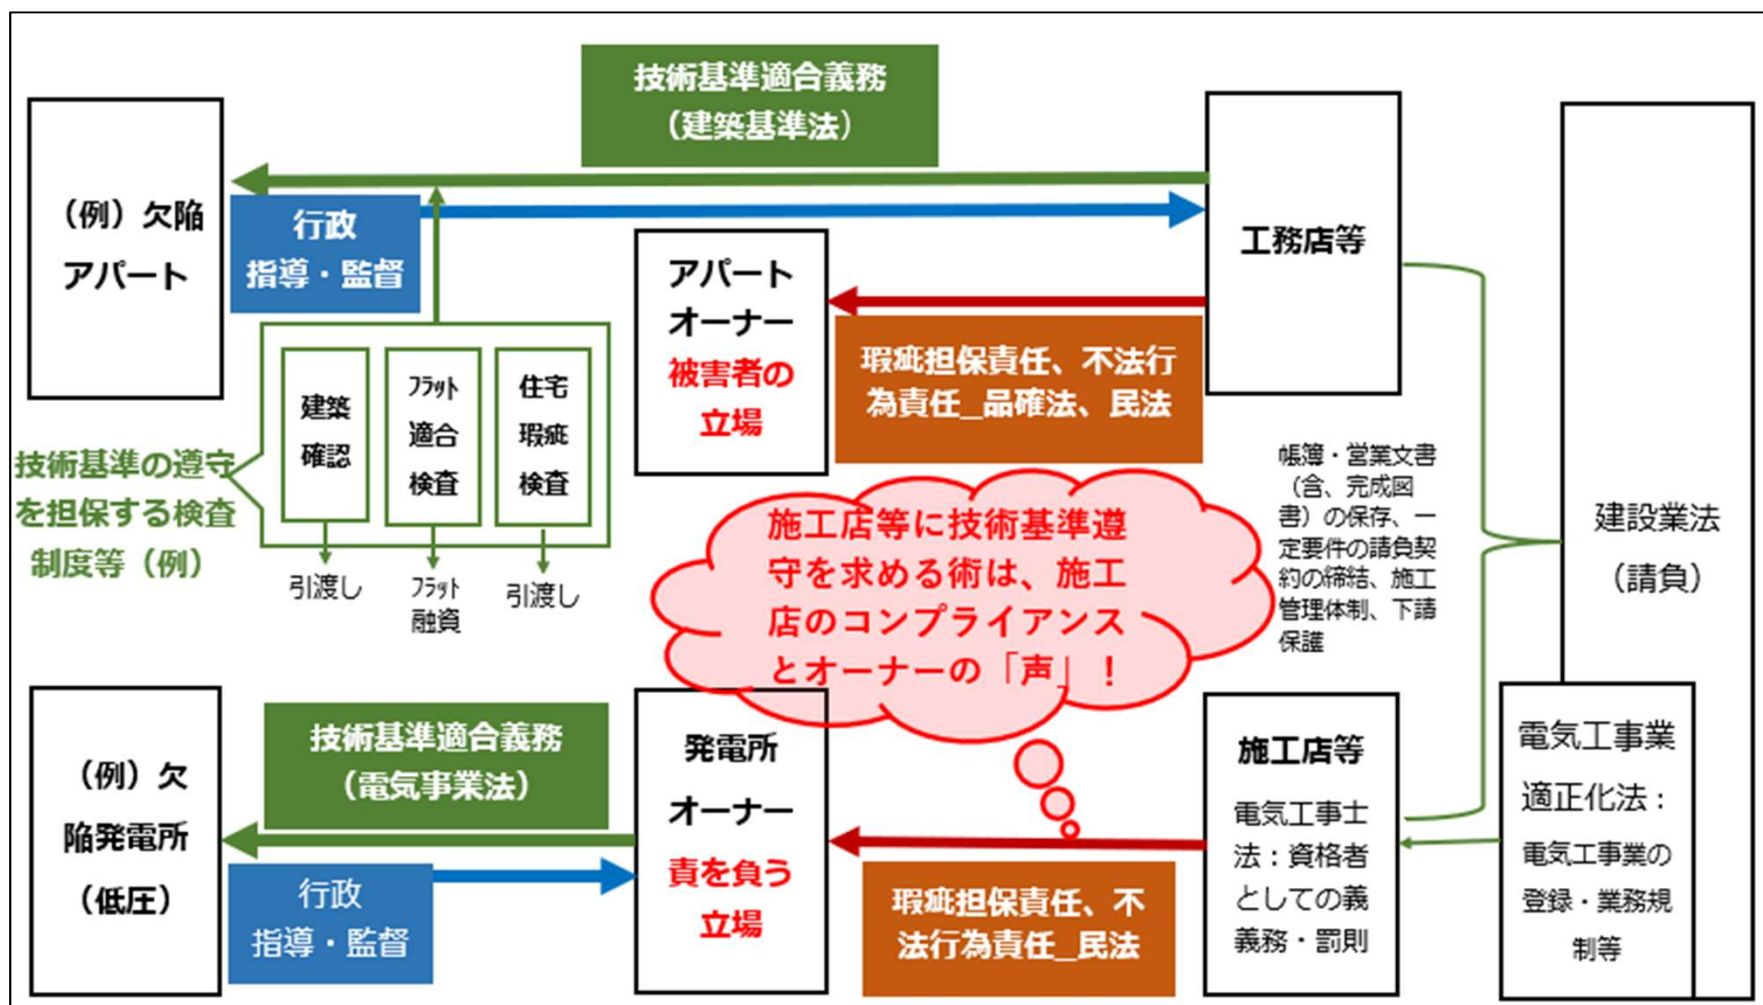 技術基準適合義務
（建築基準法）
（例）欠陥
アパート
行政
指導・監督
アパート
オーナー
被害者の
立場
工務店等
瑕疵担保責任、不法行
為責任_品確法、民法
建築
確認
ﾌﾗｯﾄ
適合
検査
住宅
瑕疵
検査
技術基準の遵守
を担保する検査
制度等（例）
引渡し
ﾌﾗｯﾄ
融資
引渡し
施工店等に技術基準遵
守を求める術は、施工
店のコンプライアンス
とオーナーの「声」！
帳簿・営業文書
（含、完成図
書）の保存、一
定要件の請負契
約の締結、施工
管理体制、下請
保護
建設業法
（請負）
（例）欠
陥発電所
（低圧）
技術基準適合義務
（電気事業法）
行政
指導・監督
発電所
オーナー
責を負う
立場
瑕疵担保責任、不
法行為責任_民法
施工店等
電気工事士
法：資格者
としての義
義務・罰則
電気工事業
適正化法：
電気工事業の
登録・業務規
制等